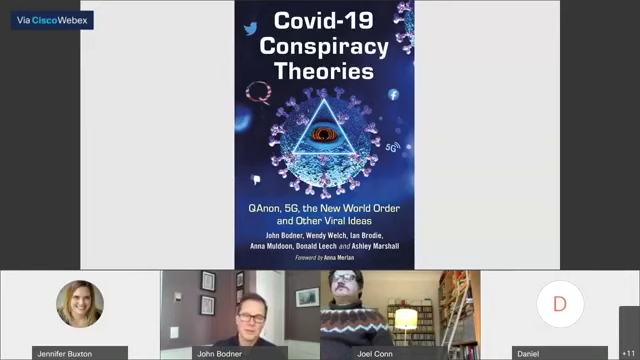 Via Cisco Webex
Covid-19
Conspiracy
Theories
Q
5G
QAnon, 5G, the New World Order
and Other Viral Ideas
John Bodner, Wendy Welch, Ian Brodie,
Anna Muldoon, Donald Leech and Ashley Marshall
Foreword by Anna Merlan
D
Jennifer Buxton
John Bodner
Joel Conn
Daniel
+11